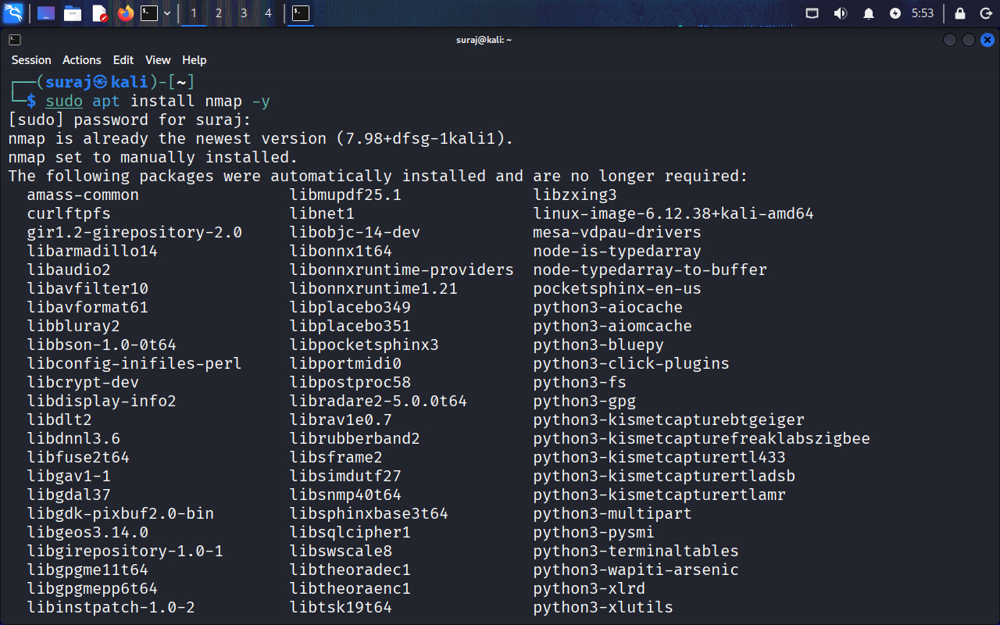 1 2 3 4 5:53
suraj@kali: ~
Session Actions Edit View Help
┌──(suraj㉿kali)-[~]
└─$ sudo apt install nmap -y
[sudo] password for suraj:
nmap is already the newest version (7.98+dfsg-1kali1).
nmap set to manually installed.
The following packages were automatically installed and are no longer required:
amass-common libmupdf25.1 libzxing3
curlftpfs libnet1 linux-image-6.12.38+kali-amd64
gir1.2-girepository-2.0 libobjc-14-dev mesa-vdpau-drivers
libarmadillo14 libonnx1t64 node-is-typedarray
libaudio2 libonnxruntime-providers node-typedarray-to-buffer
libavfilter10 libonnxruntime1.21 pocketsphinx-en-us
libavformat61 libplacebo349 python3-aiocache
libbluray2 libplacebo351 python3-aiomcache
libbson-1.0-0t64 libpocketsphinx3 python3-bluepy
libconfig-inifiles-perl libportmidi0 python3-click-plugins
libcrypt-dev libpostproc58 python3-fs
libdisplay-info2 libradare2-5.0.0t64 python3-gpg
libdlt2 librav1e0.7 python3-kismetcapturebtgeiger
libdnnl3.6 librubberband2 python3-kismetcapturefreaklabszigbee
libfuse2t64 libsframe2 python3-kismetcapturertl433
libgav1-1 libsimdutf27 python3-kismetcapturertladsb
libgdal37 libsnmp40t64 python3-kismetcapturertlamr
libgdk-pixbuf2.0-bin libsphinxbase3t64 python3-multipart
libgeos3.14.0 libsqlcipher1 python3-pysmi
libgirepository-1.0-1 libswscale8 python3-terminaltables
libgpgme11t64 libtheoradec1 python3-wapiti-arsenic
libgpgmepp6t64 libtheoraenc1 python3-xlrd
libinstpatch-1.0-2 libtsk19t64 python3-xlutils